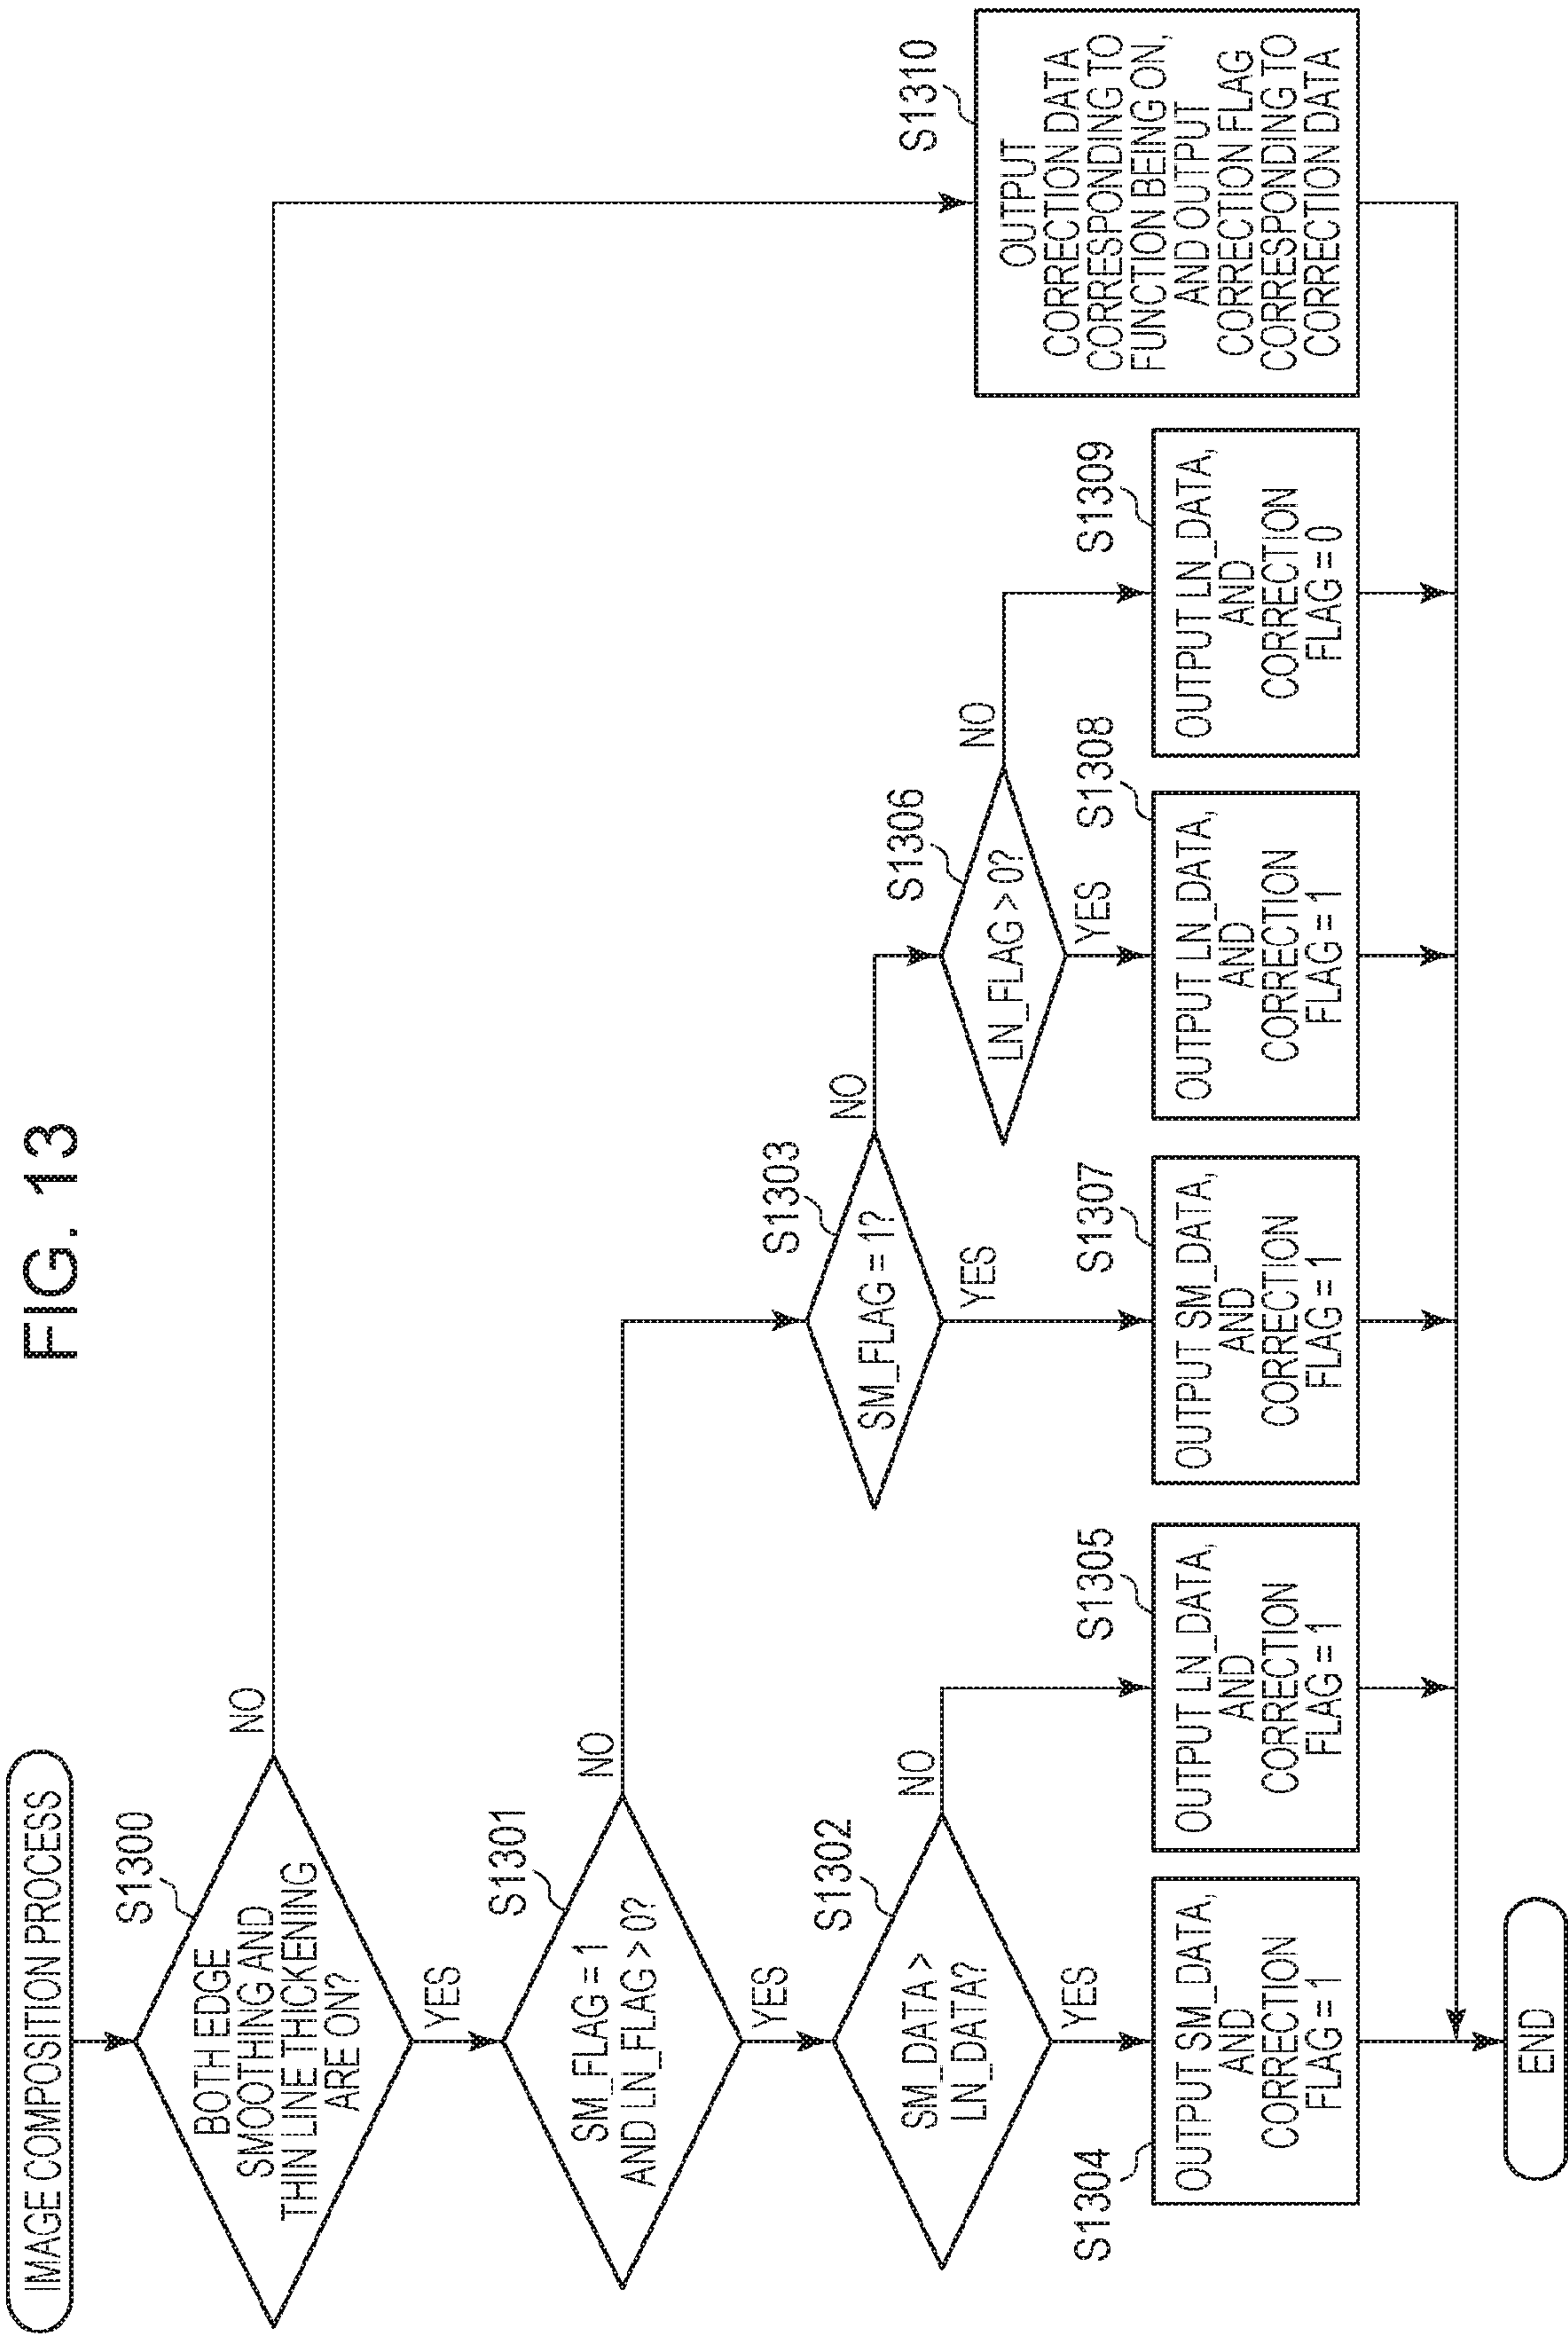 FIG. 13
IMAGE COMPOSITION PROCESS
S1300
BOTH EDGE
SMOOTHING AND
THIN LINE THICKENING
ARE ON?
NO
YES
S1301
SM_FLAG = 1
AND LN_FLAG > 0?
NO
YES
S1302
SM_DATA >
LN_DATA?
NO
YES
S1303
SM_FLAG = 1?
NO
YES
S1306
LN_FLAG > 0?
NO
YES
S1304
OUTPUT SM_DATA,
AND
CORRECTION
FLAG = 1
S1305
OUTPUT LN_DATA,
AND
CORRECTION
FLAG = 1
S1307
OUTPUT SM_DATA,
AND
CORRECTION
FLAG = 1
S1308
OUTPUT LN_DATA,
AND
CORRECTION
FLAG = 1
S1309
OUTPUT LN_DATA,
AND
CORRECTION
FLAG = 0
S1310
OUTPUT
CORRECTION DATA
CORRESPONDING TO
FUNCTION BEING ON,
AND OUTPUT
CORRECTION FLAG
CORRESPONDING TO
CORRECTION DATA
END